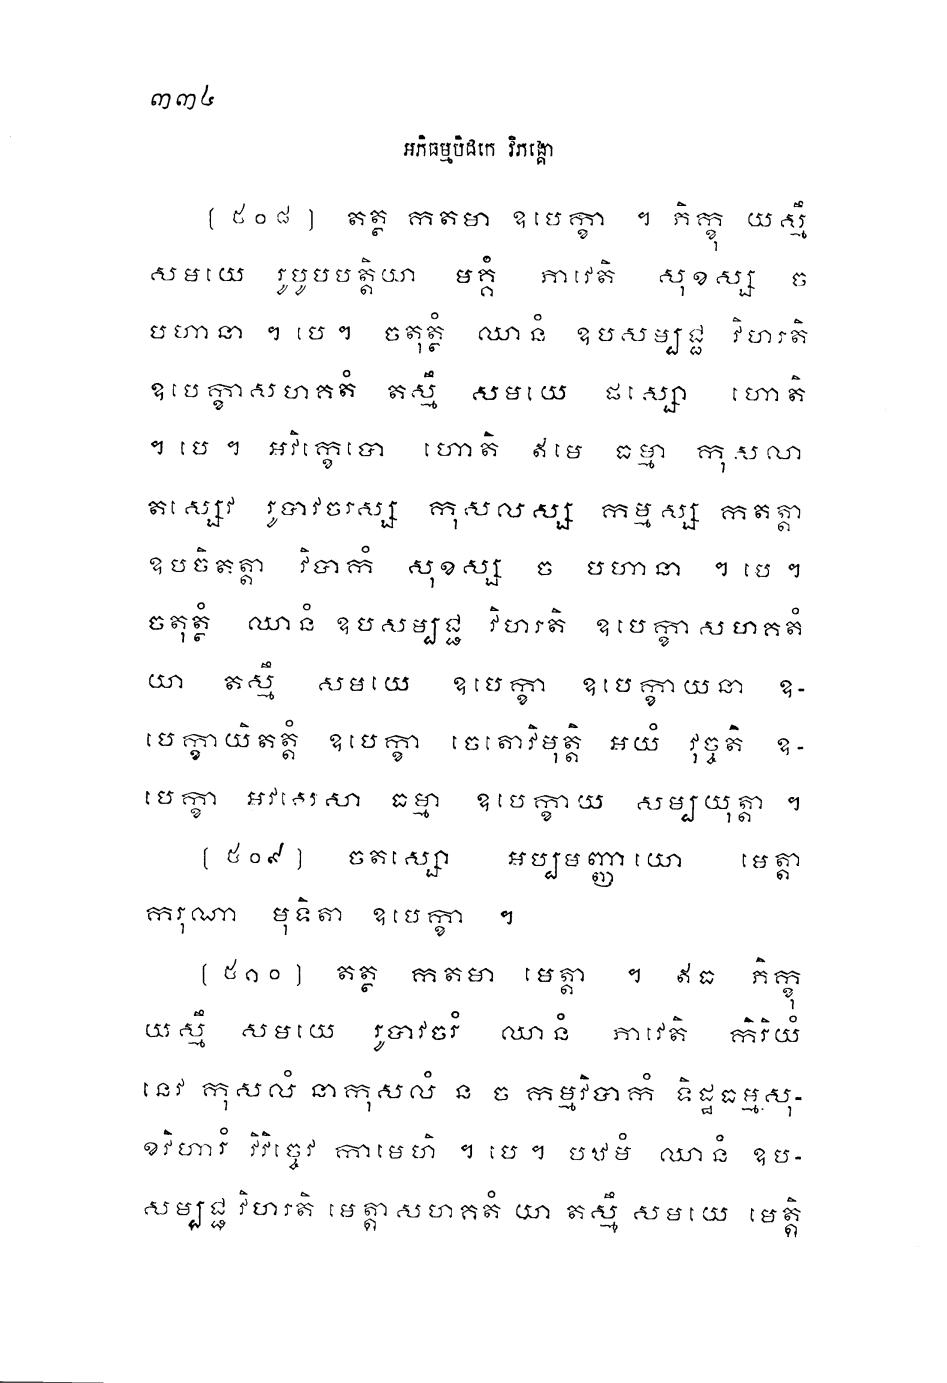 ៣៣៤
អភិធម្មបិដកេ វិភង្គោ
(៥០៨) តត្ថ កតមា ឧបេក្ខា ។ ភិក្ខុ យស្មឹ
សមយេ រូបូបបត្តិយា មគ្គំ ភាវេតិ សុខស្ស ច
បហានា ។ បេ។ ចតុត្ថំ ឈានំ ឧបសម្បជ្ជ វិហរតិ
ឧបេក្ខាសហគតំ តស្មឹ សមយេ ផស្សោ ហោតិ
។ បេ ។ អវិក្ខេបោ ហោតិ ឥមេ ធម្មា កុសលា
តស្សេវ រូបាវចរស្ស កុសលស្ស កម្មស្ស កតត្តា
ឧបចិតត្តា វិបាកំ សុខស្ស ច បហានា ។ បេ ។
ចតុត្ថំ ឈានំ ឧបសម្បជ្ជ វិហរតិ ឧបេក្ខាសហគតំ
យា តស្មឹ សមយេ ឧបេក្ខា ឧបេក្ខាយនា ឧ-
បេក្ខាយិតត្តំ ឧបេក្ខា ចេតោវិមុត្តិ អយំ វុច្ចតិ ឧ-
បេក្ខា អវសេសា ធម្មា ឧបេក្ខាយ សម្បយុត្តា ។
(៥០៩) ចតស្សោ អប្បមញ្ញាយោ មេត្តា
ករុណា មុទិតា ឧបេក្ខា ។
(៥១០) តត្ថ កតមា មេត្តា ។ ឥធ ភិក្ខុ
យស្មឹ សមយេ រូបាវចរំ ឈានំ ភាវេតិ កិរិយំ
នេវ កុសលំ នាកុសលំ ន ច កម្មវិបាកំ ទិដ្ឋធម្មសុ-
ខវិហារំ វិវិច្ចេវ កាមេហិ ។ បេ។ បឋមំ ឈានំ ឧប-
សម្បជ្ជ វិហរតិ មេត្តាសហគតំ យា តស្មឹ សមយេ មេត្តិ